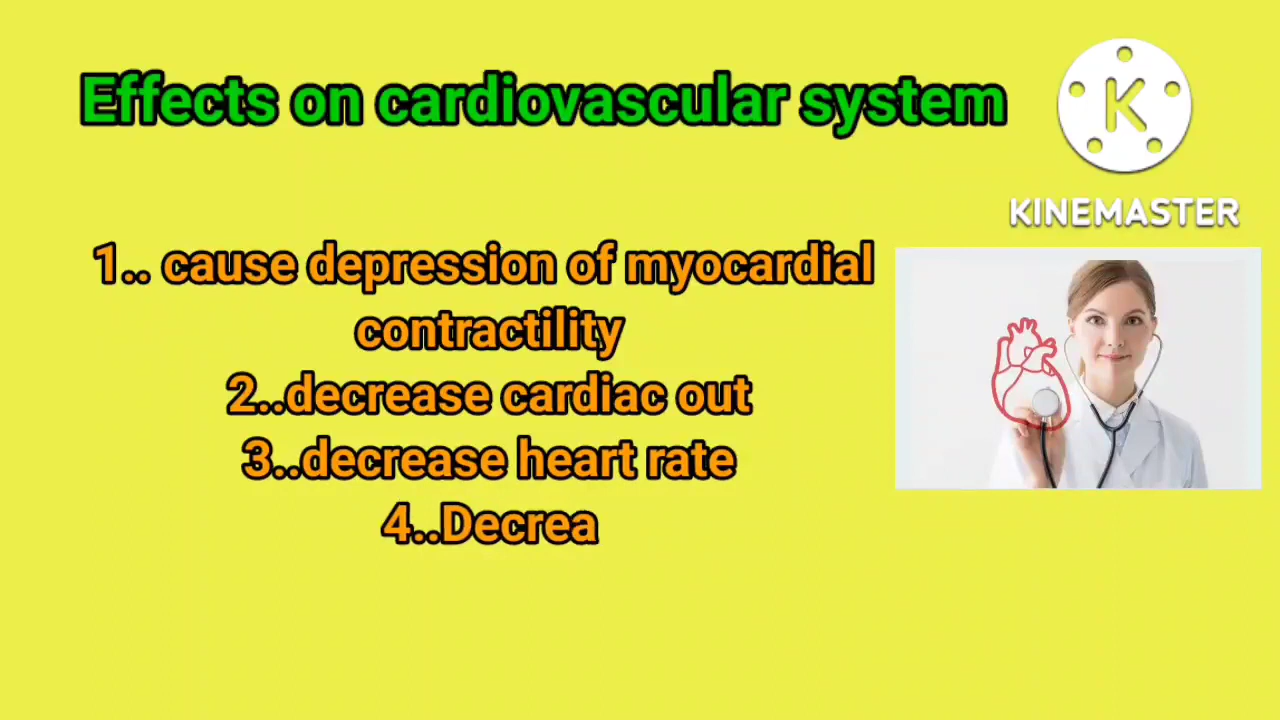 Effects on cardiovascular system
KINEMASTER
1.. cause depression of myocardial
contractility
2..decrease cardiac out
3..decrease heart rate
4..Decrea